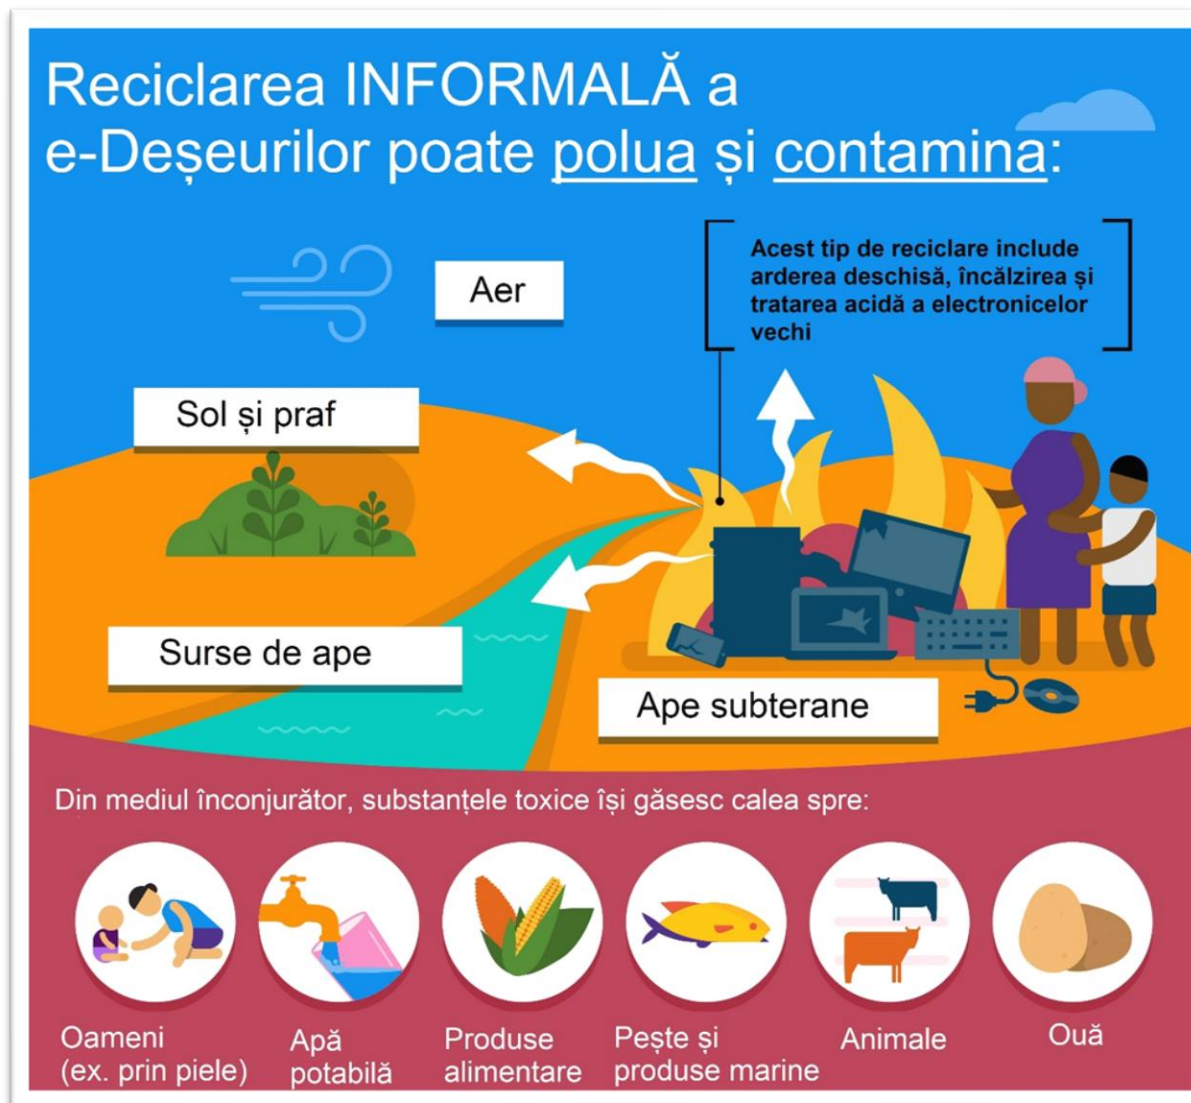 Reciclarea INFORMALĂ a
e-Deșeurilor poate polua și contamina:
Acest tip de reciclare include
arderea deschisă, încălzirea și
tratarea acidă a electronicelor
vechi
Aer
Sol și praf
Surse de ape
Ape subterane
Din mediul înconjurător, substanțele toxice își găsesc calea spre:
Oameni
(ex. prin piele)
Apă
potabilă
Produse
alimentare
Pește și
produse marine
Animale
Ouă